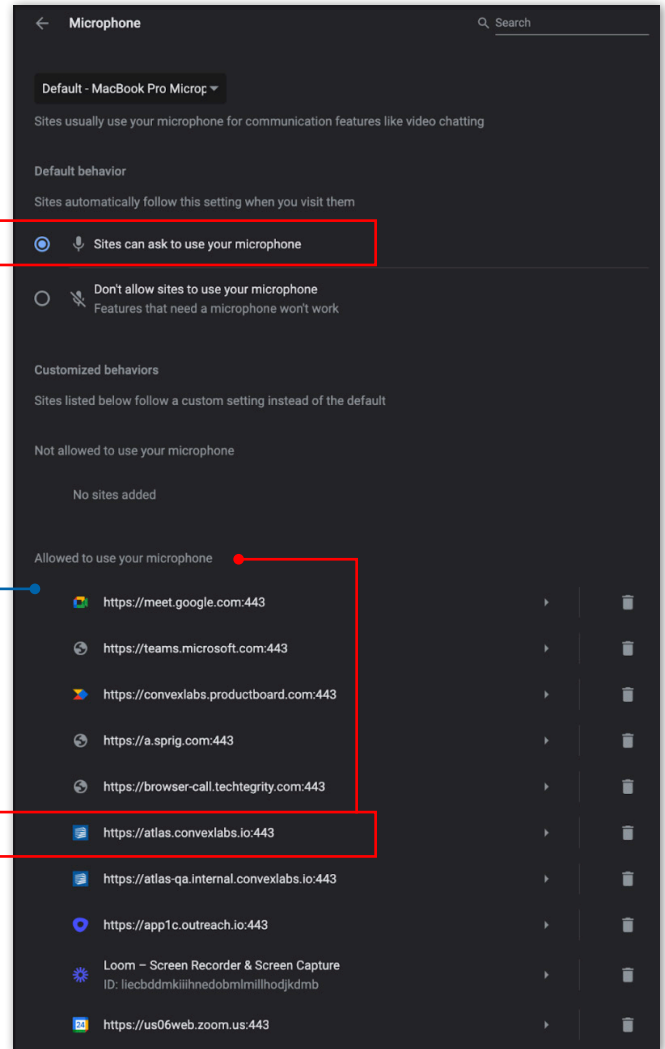 Microphone
Search
Default - MacBook Pro Microp
Sites usually use your microphone for communication features like video chatting
Default behavior
Sites automatically follow this setting when you visit them
Sites can ask to use your microphone
Don't allow sites to use your microphone
Features that need a microphone won't work
Customized behaviors
Sites listed below follow a custom setting instead of the default
Not allowed to use your microphone
No sites added
Allowed to use your microphone
https://meet.google.com:443
https://teams.microsoft.com:443
https://convexlabs.productboard.com:443
https://a.sprig.com:443
https://browser-call.techtegrity.com:443
https://atlas.convexlabs.io:443
https://atlas-qa.internal.convexlabs.io:443
https://app1c.outreach.io:443
Loom – Screen Recorder & Screen Capture
ID: liecbddmkiiihnedobmlmillhodjkdmb
24
https://us06web.zoom.us:443